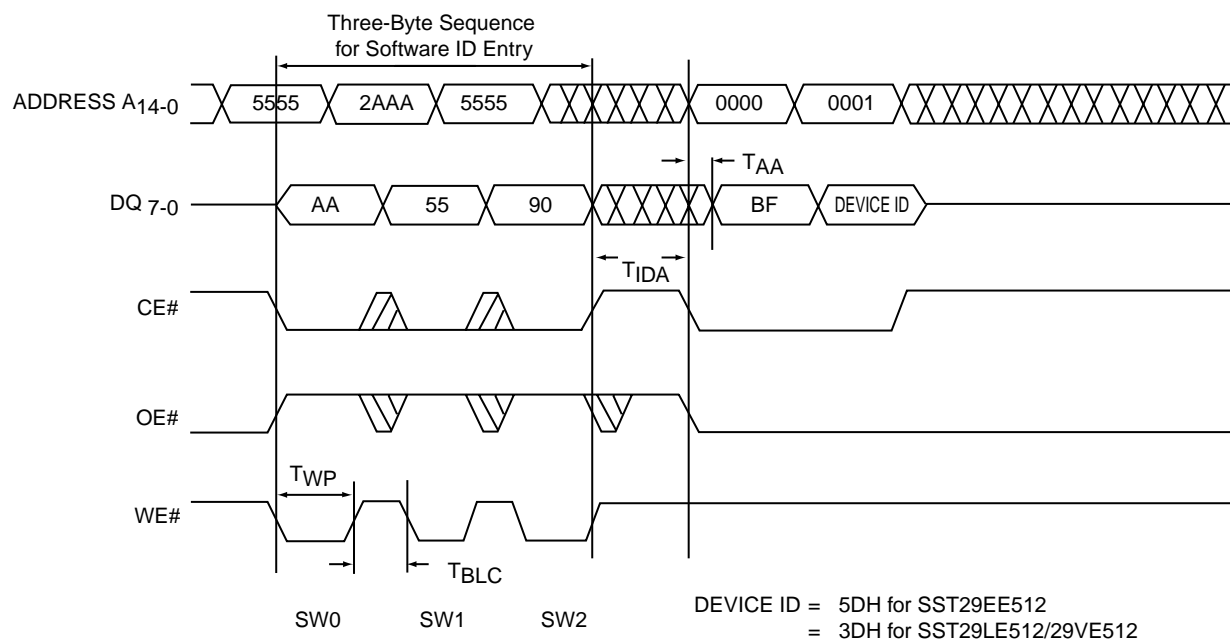 Three-Byte Sequence
for Software ID Entry
ADDRESS A14-0 5555 2AAA 5555 0000 0001
TAA
DQ 7-0 AA 55 90 BF DEVICE ID
TIDA
CE#
OE#
TWP
WE#
TBLC
SW0 SW1 SW2
DEVICE ID = 5DH for SST29EE512
= 3DH for SST29LE512/29VE512